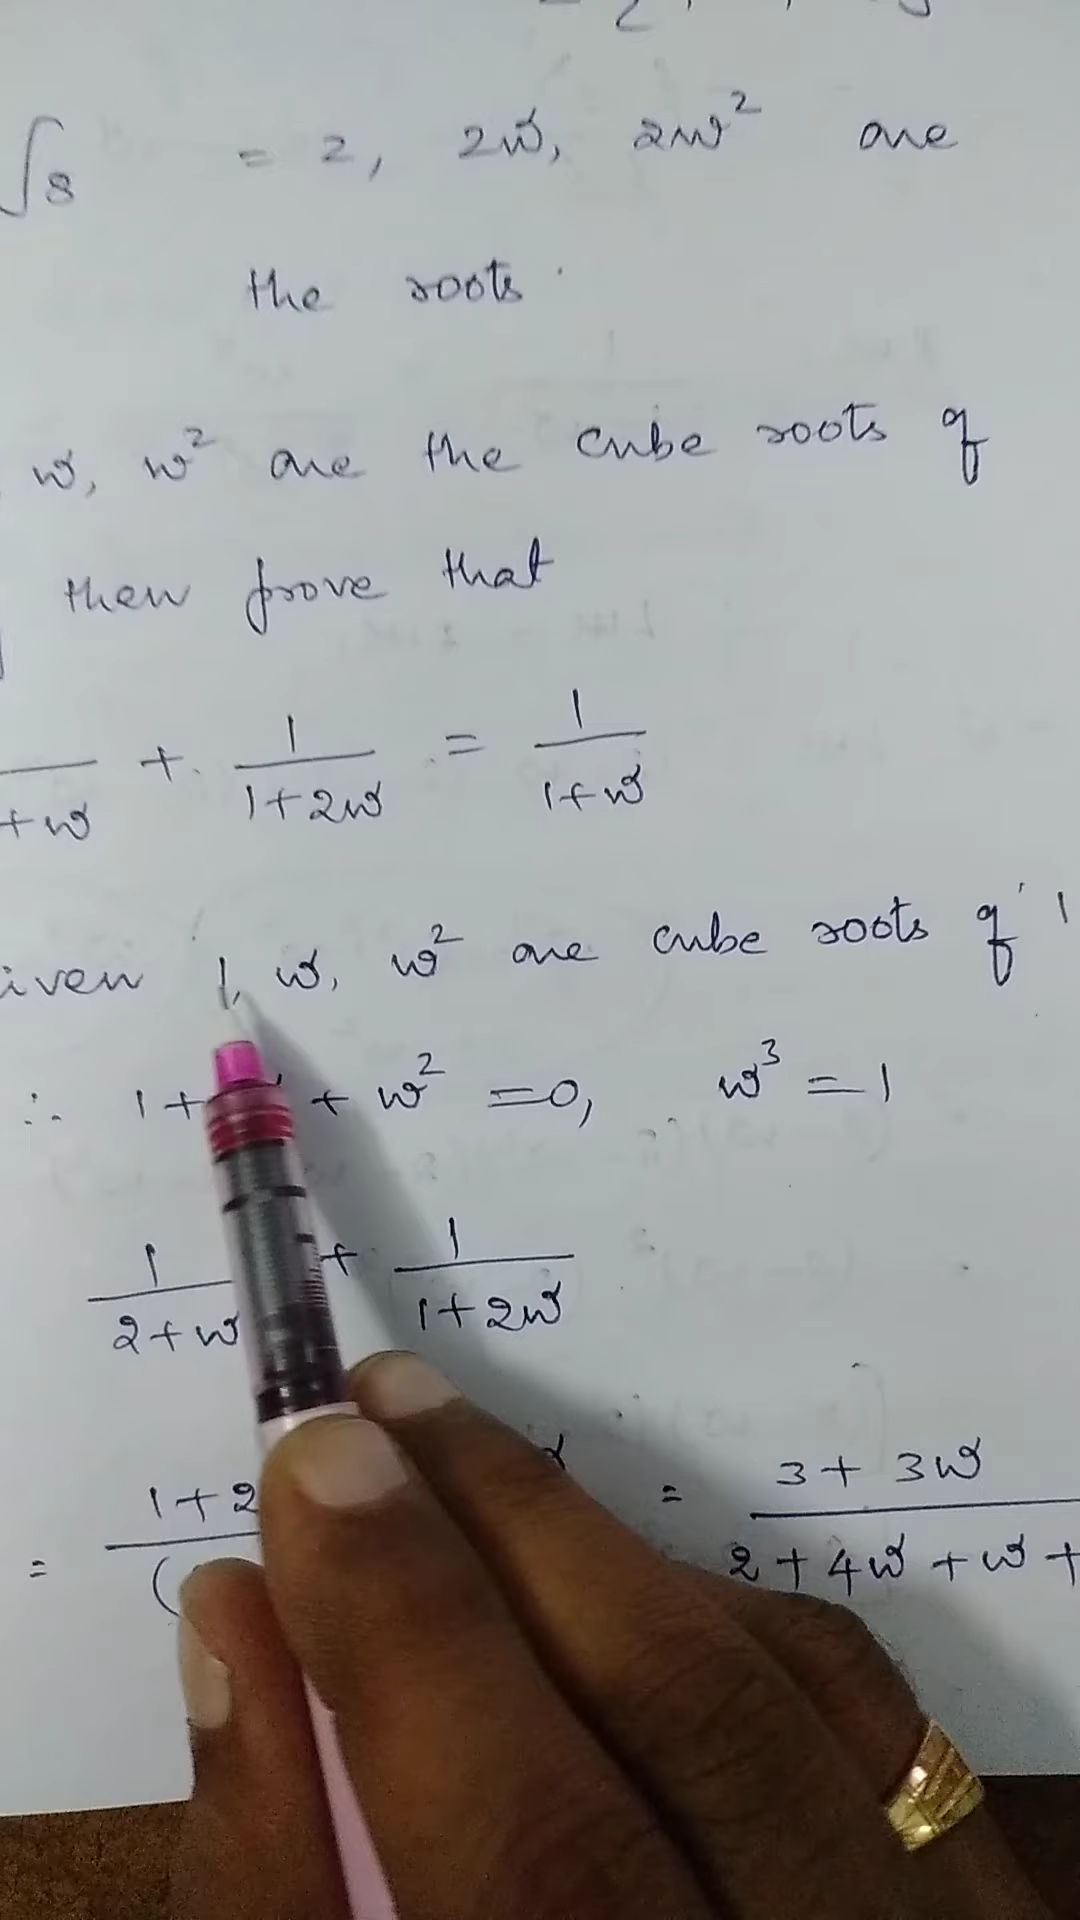 √8 = 2, 2ω, 2ω² are
the roots.
ω, ω² are the cube roots of
then prove that
+ω + 1/(1+2ω) = 1/(1+ω)
iven 1, ω, ω² are cube roots of 1
∴ 1+ + ω² =0, ω³ = 1
1/(2+ω + 1/(1+2ω)
= 1+2 = 3+3ω/2+4ω+ω+